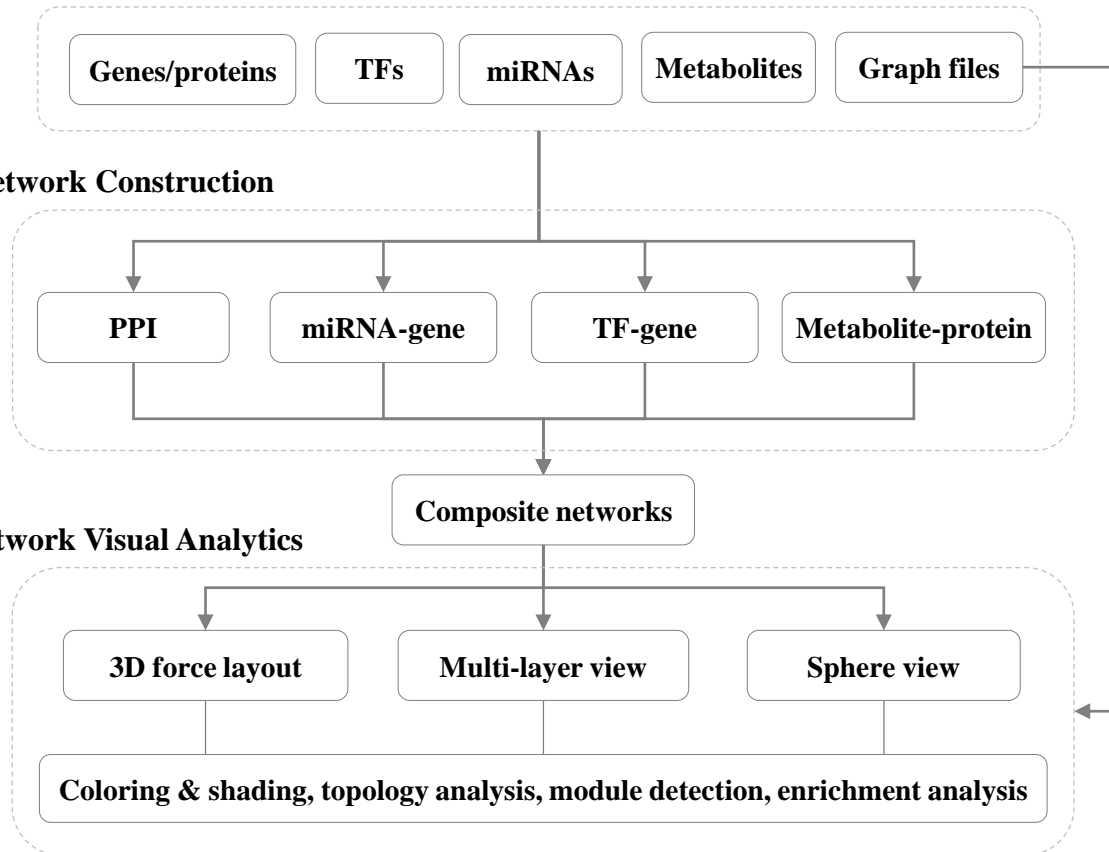 Genes/proteins
TFs
miRNAs
Metabolites
Graph files
etwork Construction
PPI
miRNA-gene
TF-gene
Metabolite-protein
Composite networks
twork Visual Analytics
3D force layout
Multi-layer view
Sphere view
Coloring & shading, topology analysis, module detection, enrichment analysis